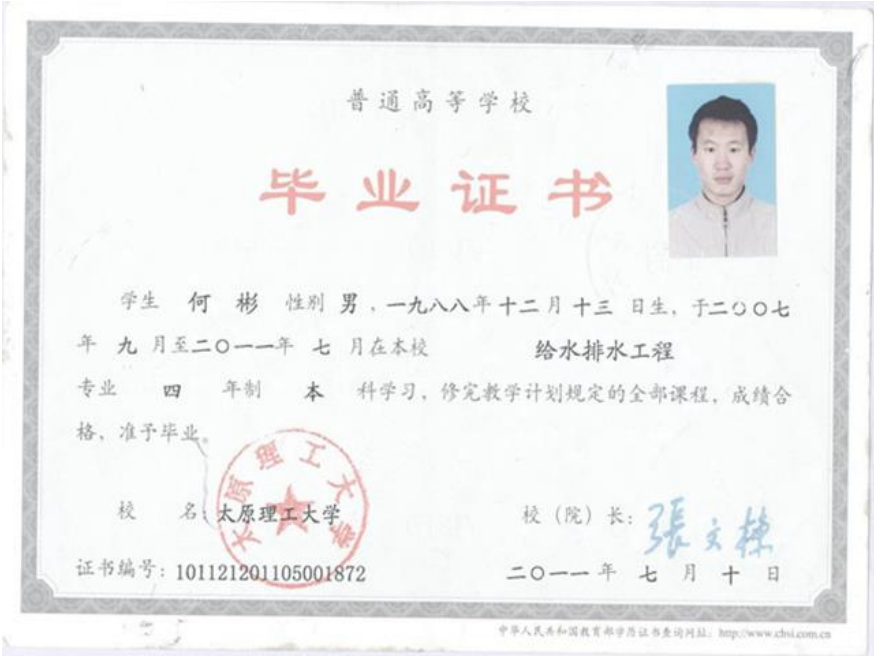 普通高等学校
毕业证书
学生 何彬 性别 男，一九八八年十二月十三日生，于二〇〇七
年九月至二〇一一年七月在本校 给水排水工程
专业 四 年制 本 科学习，修完教学计划规定的全部课程，成绩合
格，准予毕业。
太原理工大学
校 名：太原理工大学 校（院）长：張文栋
证书编号：101121201105001872 二〇一一年七月十日
中华人民共和国教育部学历证书查询网址：http://www.chsi.com.cn